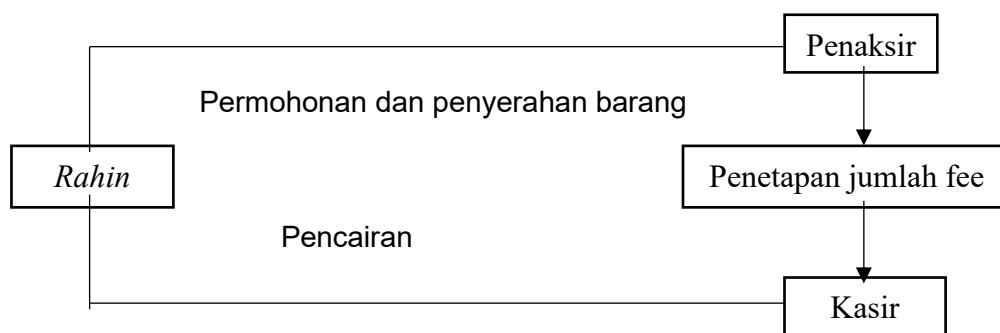 Penaksir
Permohonan dan penyerahan barang
Rahin
Penetapan jumlah fee
Pencairan
Kasir